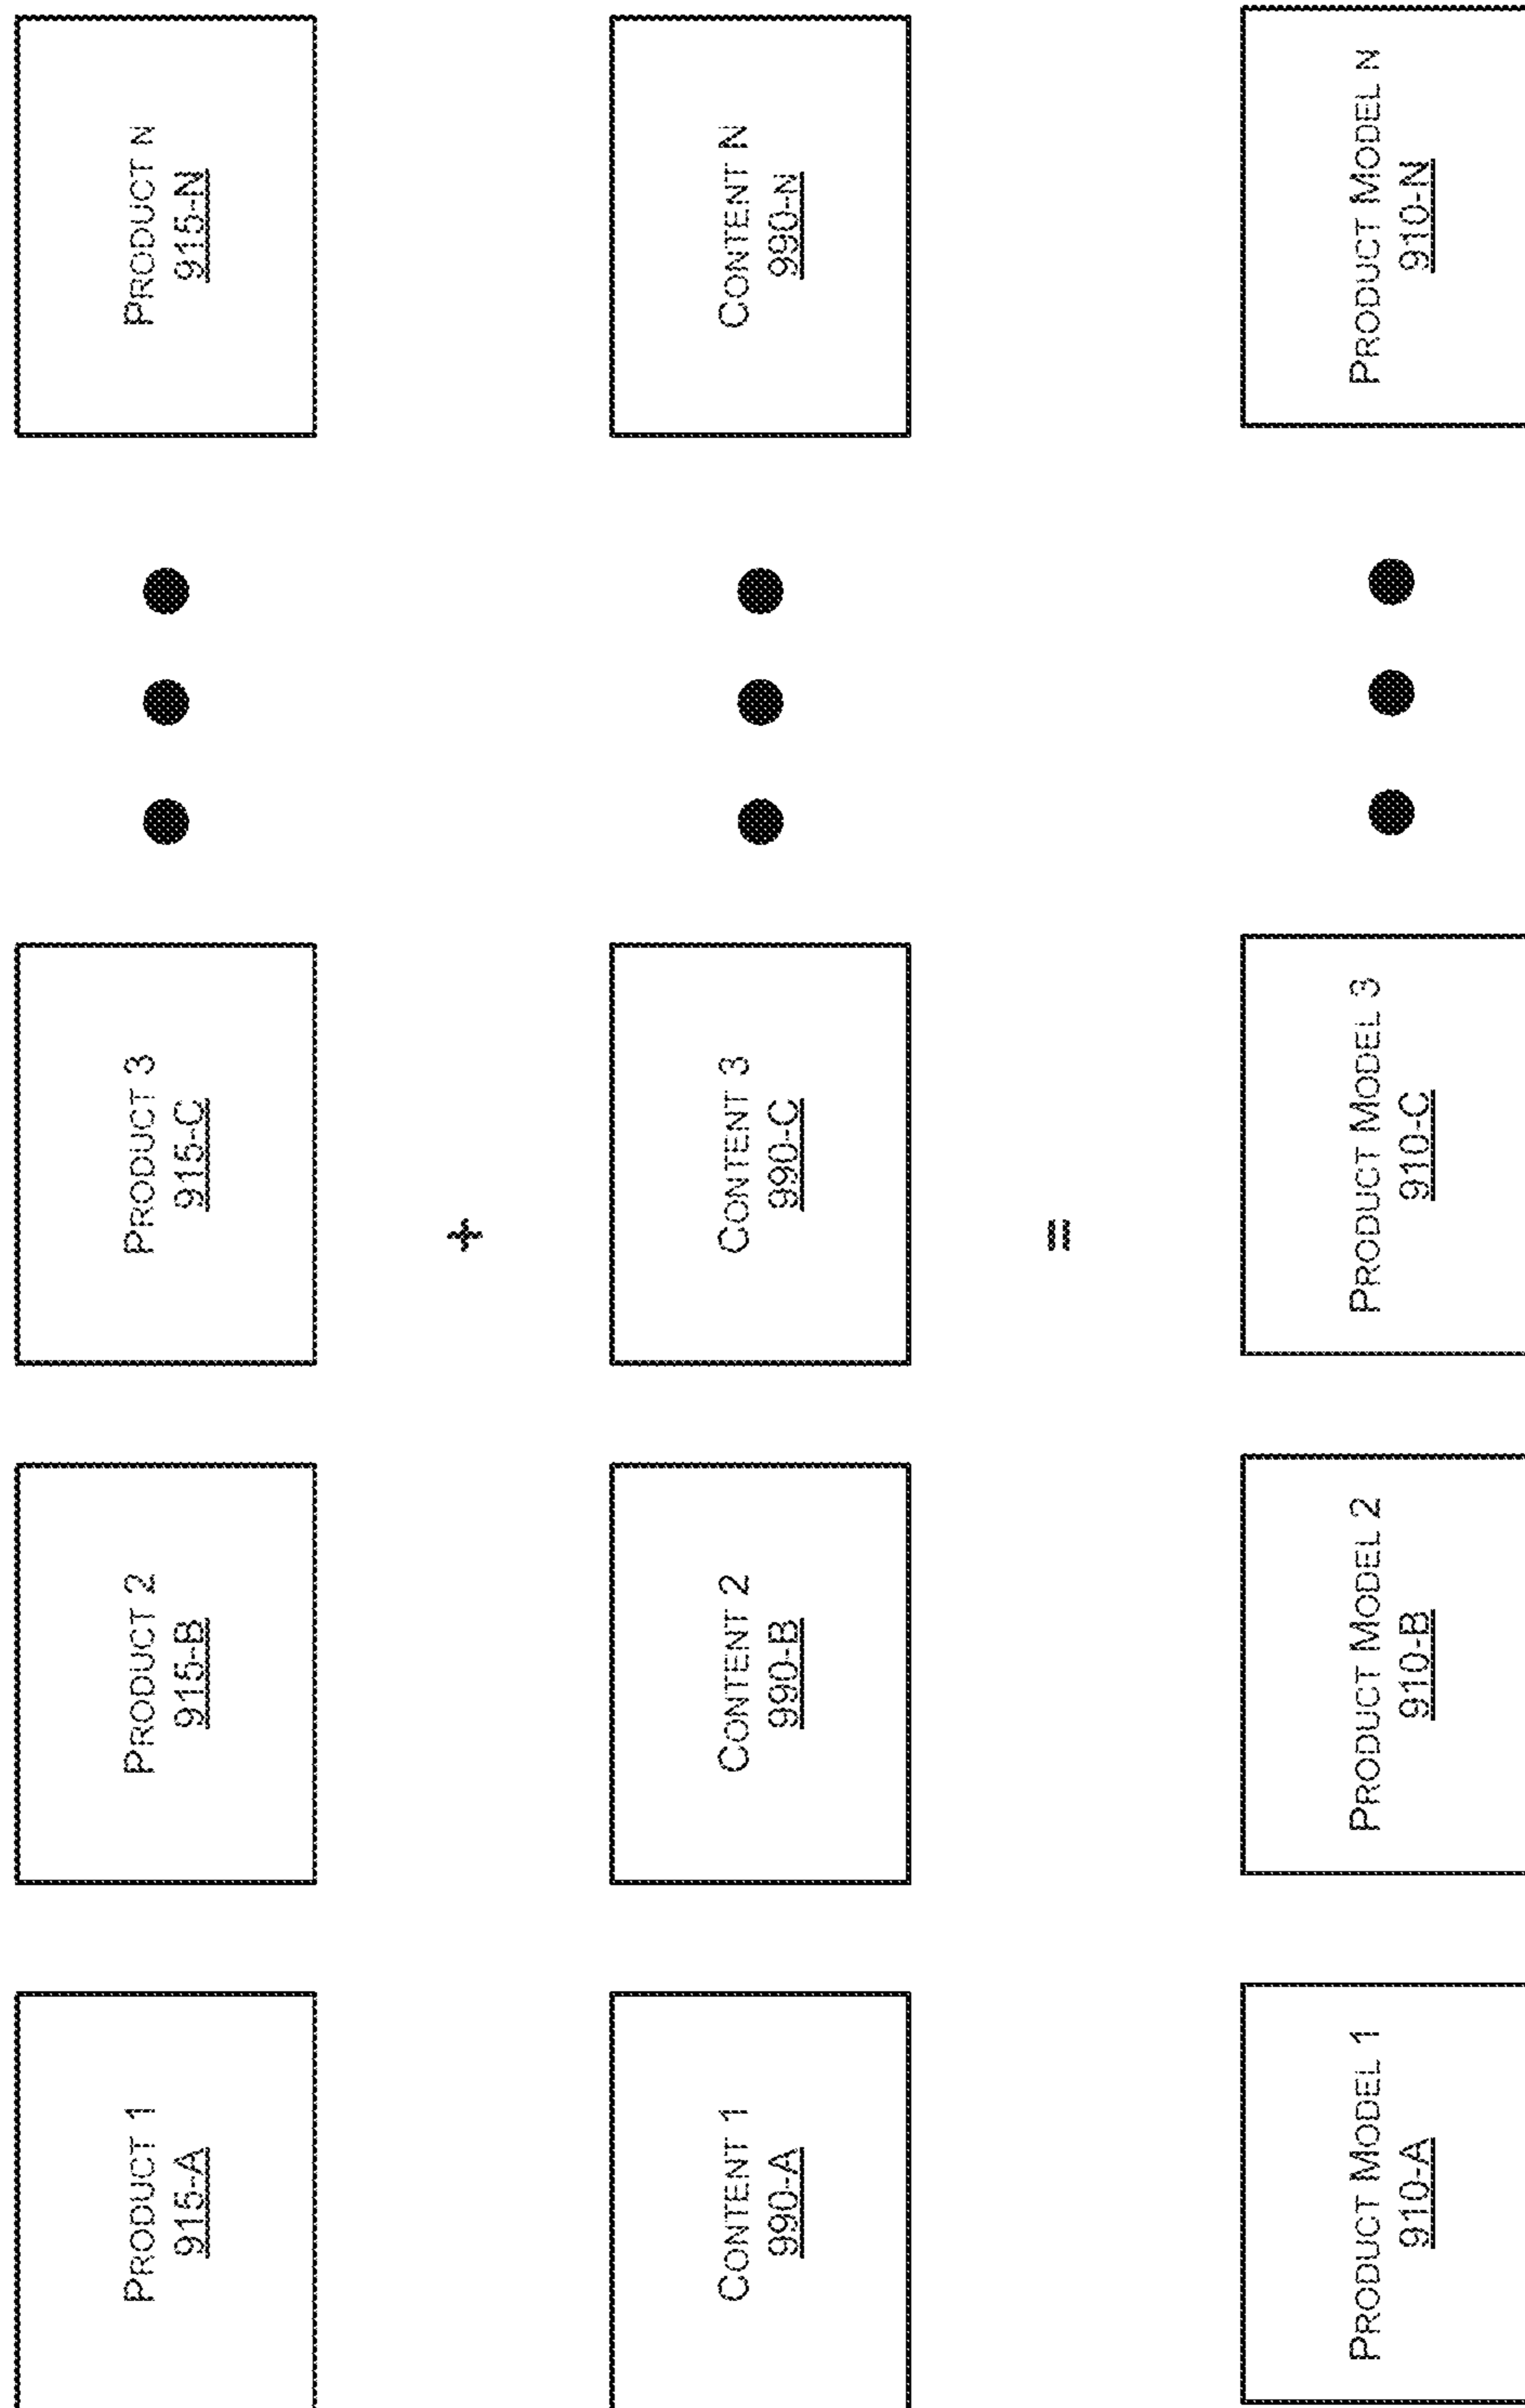 PRODUCT 1
915-A
PRODUCT 2
915-B
PRODUCT 3
915-C
PRODUCT N
915-N
+
CONTENT 1
990-A
CONTENT 2
990-B
CONTENT 3
990-C
CONTENT N
990-N
=
PRODUCT MODEL 1
910-A
PRODUCT MODEL 2
910-B
PRODUCT MODEL 3
910-C
PRODUCT MODEL N
910-N